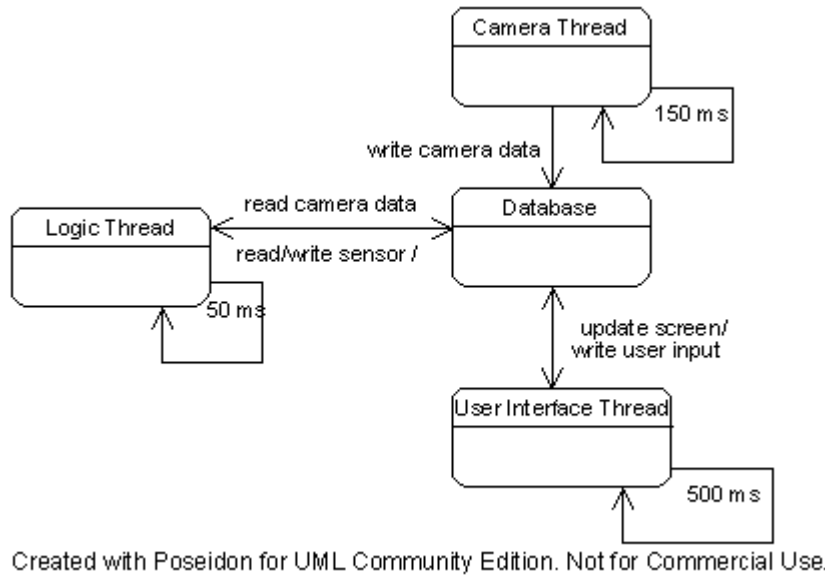 Camera Thread
150 ms
write camera data
Database
read camera data
Logic Thread
read/write sensor /
50 ms
update screen/
write user input
User Interface Thread
500 ms
Created with Poseidon for UML Community Edition. Not for Commercial Use.